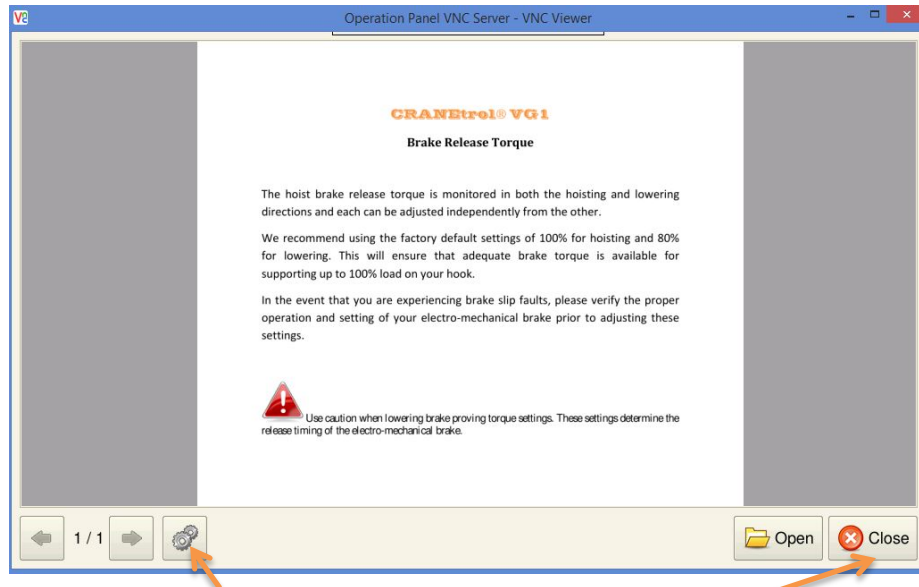 V2
Operation Panel VNC Server - VNC Viewer
CRANEtrol® VG1
Brake Release Torque
The hoist brake release torque is monitored in both the hoisting and lowering
directions and each can be adjusted independently from the other.
We recommend using the factory default settings of 100% for hoisting and 80%
for lowering. This will ensure that adequate brake torque is available for
supporting up to 100% load on your hook.
In the event that you are experiencing brake slip faults, please verify the proper
operation and setting of your electro-mechanical brake prior to adjusting these
settings.
Use caution when lowering brake proving torque settings. These settings determine the
release timing of the electro-mechanical brake.
1 / 1
Open
Close